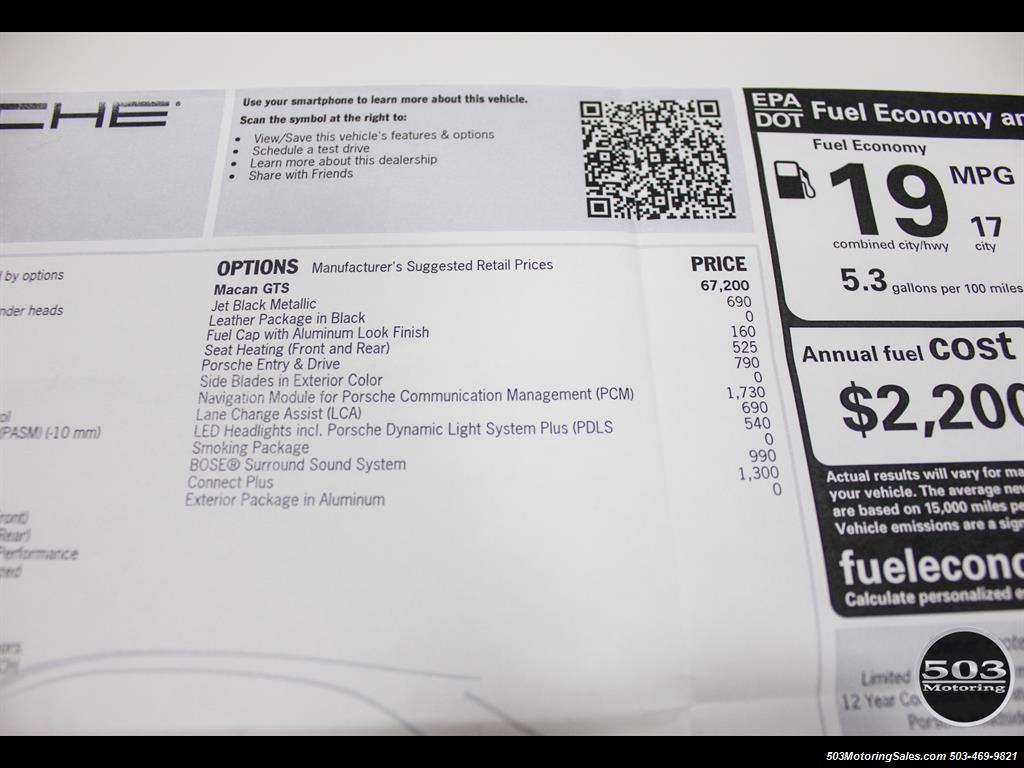 CHE
Use your smartphone to learn more about this vehicle.
Scan the symbol at the right to:
• View/Save this vehicle's features & options
• Schedule a test drive
• Learn more about this dealership
• Share with Friends
by options
nder heads
(PASM) (-10 mm)
ront)
Rear)
Performance
OPTIONS Manufacturer's Suggested Retail Prices PRICE
Macan GTS 67,200
Jet Black Metallic 690
Leather Package in Black 0
Fuel Cap with Aluminum Look Finish 160
Seat Heating (Front and Rear) 525
Porsche Entry & Drive 790
Side Blades in Exterior Color 0
Navigation Module for Porsche Communication Management (PCM) 1,730
Lane Change Assist (LCA) 690
LED Headlights incl. Porsche Dynamic Light System Plus (PDLS 540
Smoking Package 0
BOSE® Surround Sound System 990
Connect Plus 1,300
Exterior Package in Aluminum 0
EPA
DOT Fuel Economy an
Fuel Economy
19 MPG
17
combined city/hwy city
5.3 gallons per 100 miles
Annual fuel cost
$2,200
Actual results will vary for ma
your vehicle. The average new
are based on 15,000 miles pe
Vehicle emissions are a sign
fuelecono
Calculate personalized e
Limited
12 Year Co
503
Motoring
503MotoringSales.com 503-469-9821